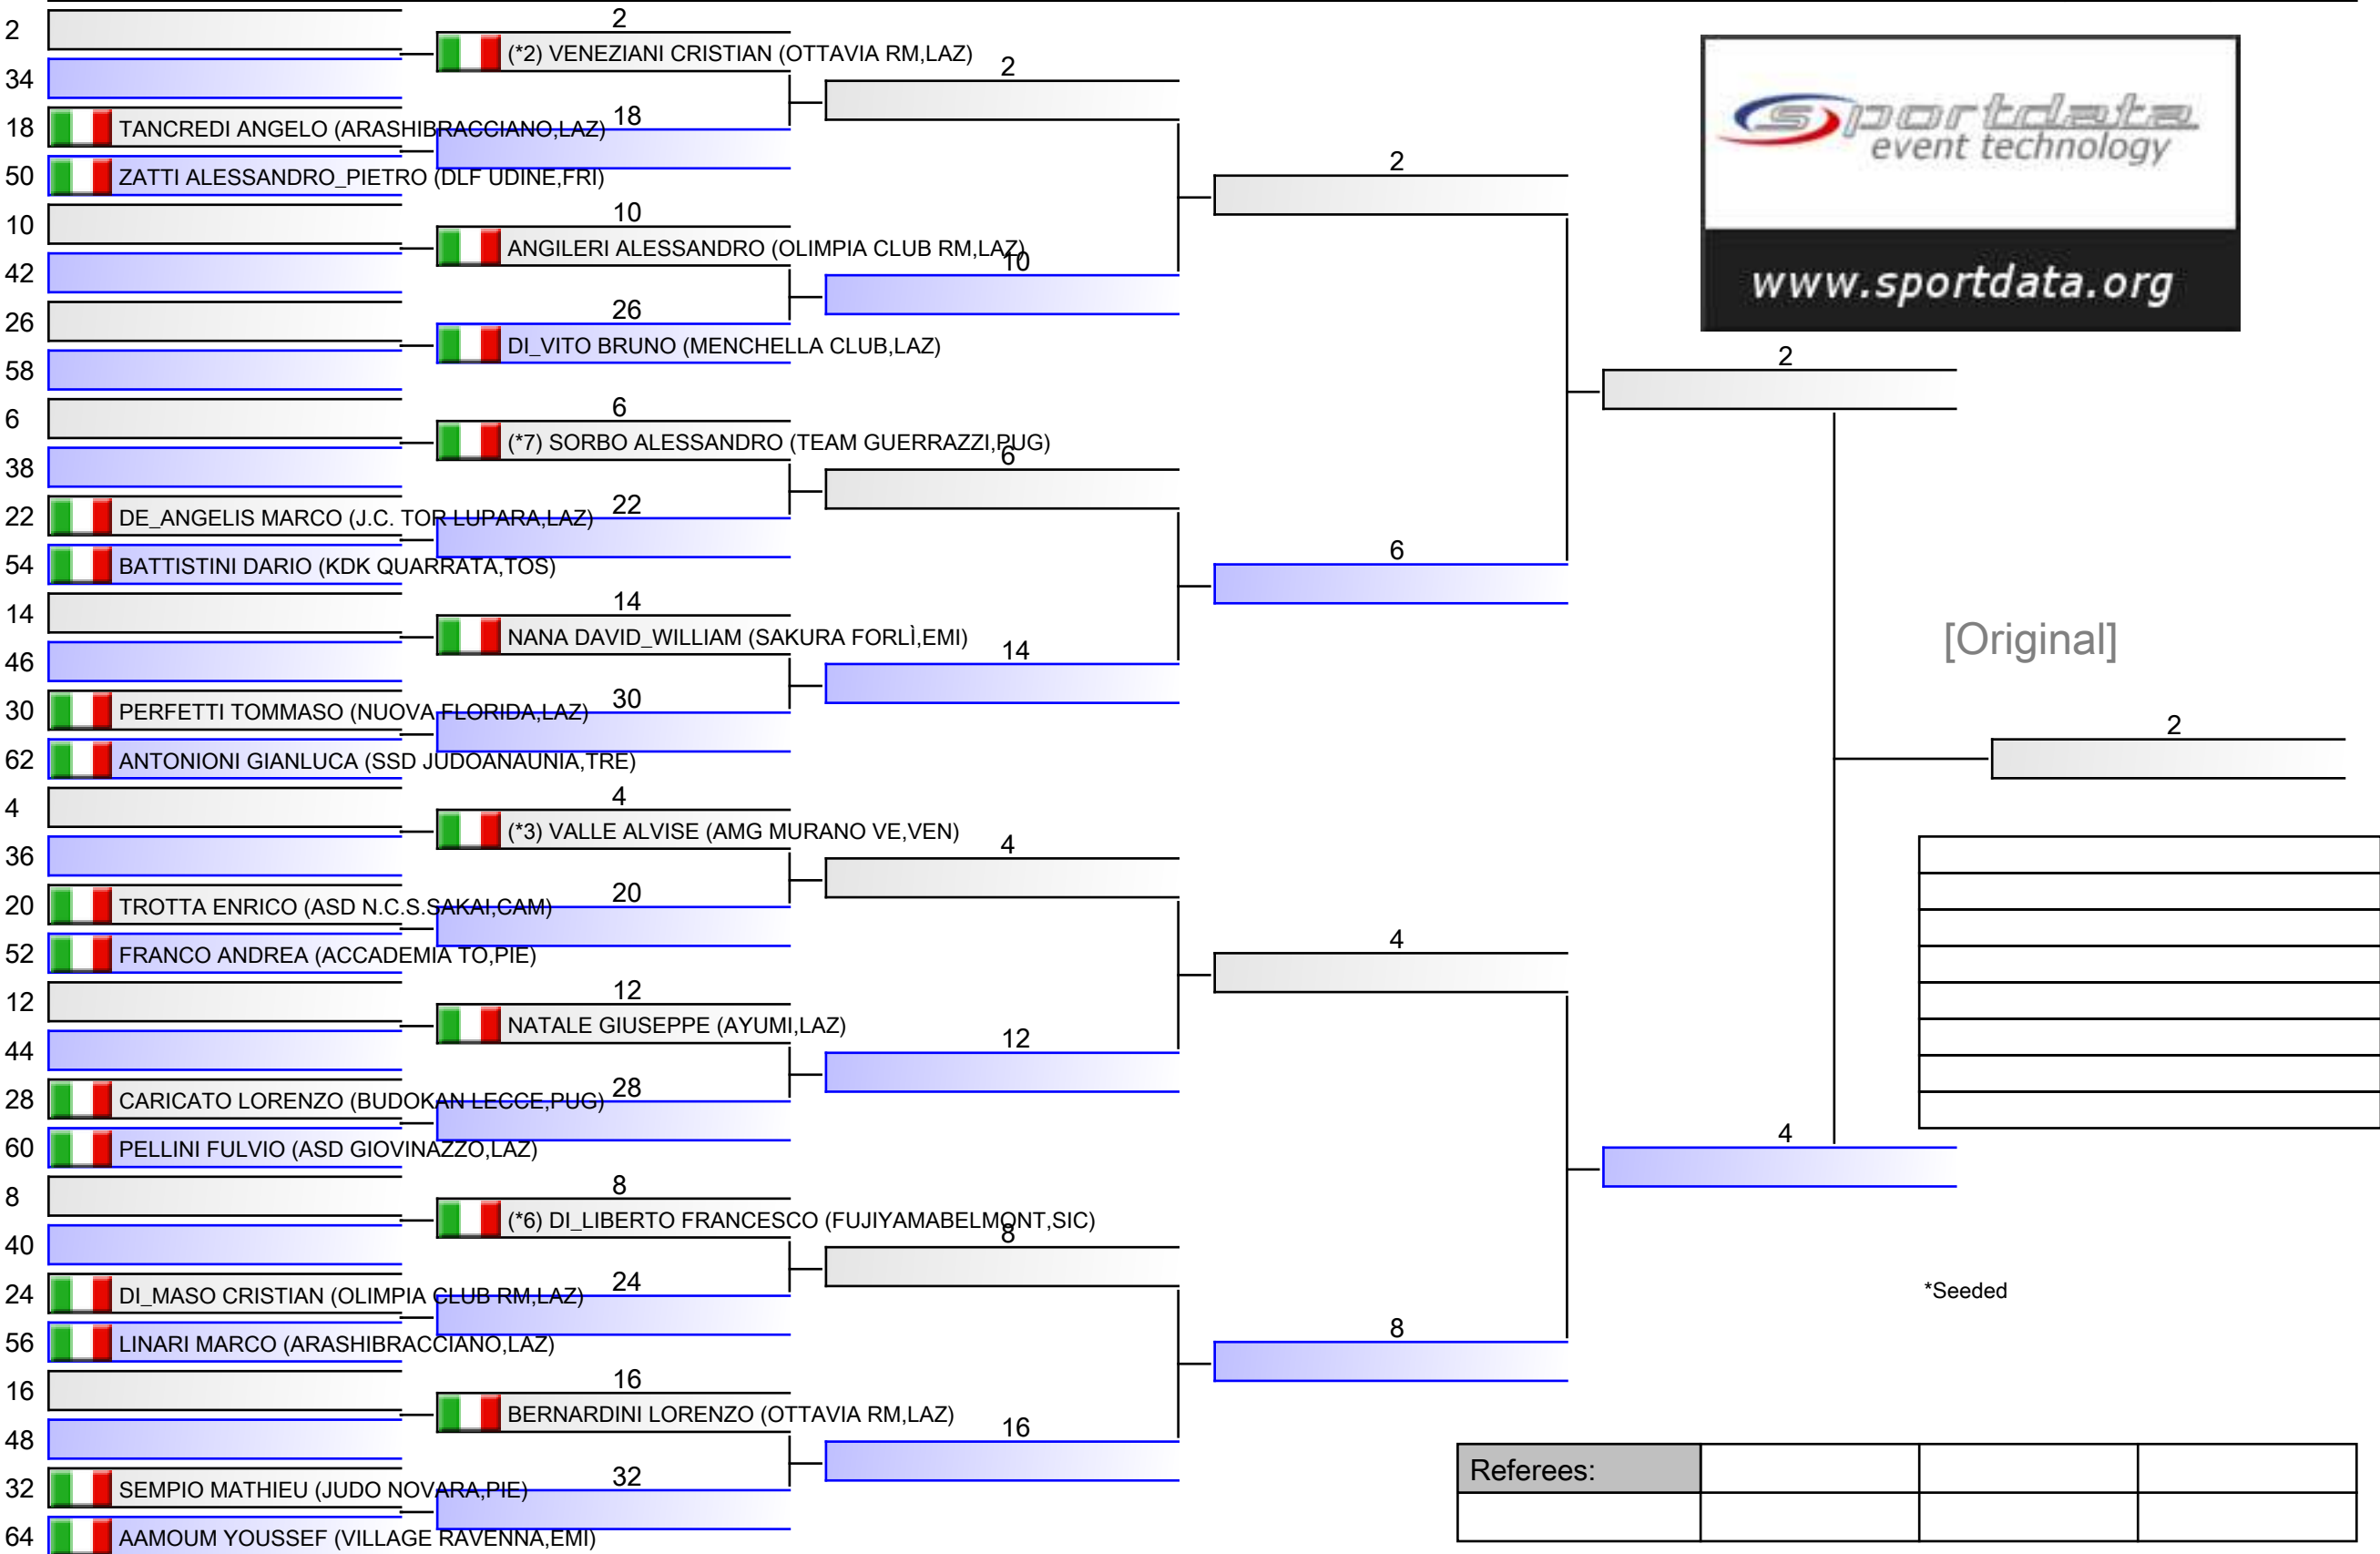 2
34
18 TANCREDI ANGELO (ARASHIBRACCIANO,LAZ)
50 ZATTI ALESSANDRO_PIETRO (DLF UDINE,FRI)
10
42
26
58
6
38
22 DE_ANGELIS MARCO (J.C. TOR LUPARA,LAZ)
54 BATTISTINI DARIO (KDK QUARRATA,TOS)
14
46
30 PERFETTI TOMMASO (NUOVA FLORIDA,LAZ)
62 ANTONIONI GIANLUCA (SSD JUDOANAUNIA,TRE)
4
36
20 TROTTA ENRICO (ASD N.C.S.SAKAI,CAM)
52 FRANCO ANDREA (ACCADEMIA TO,PIE)
12
44
28 CARICATO LORENZO (BUDOKAN LECCE,PUG)
60 PELLINI FULVIO (ASD GIOVINAZZO,LAZ)
8
40
24 DI_MASO CRISTIAN (OLIMPIA CLUB RM,LAZ)
56 LINARI MARCO (ARASHIBRACCIANO,LAZ)
16
48
32 SEMPIO MATHIEU (JUDO NOVARA,PIE)
64 AAMOUM YOUSSEF (VILLAGE RAVENNA,EMI)
2
(*2) VENEZIANI CRISTIAN (OTTAVIA RM,LAZ)
18
10
ANGILERI ALESSANDRO (OLIMPIA CLUB RM,LAZ)
26
DI_VITO BRUNO (MENCHELLA CLUB,LAZ)
6
(*7) SORBO ALESSANDRO (TEAM GUERRAZZI,PUG)
22
14
NANA DAVID_WILLIAM (SAKURA FORLÌ,EMI)
30
4
(*3) VALLE ALVISE (AMG MURANO VE,VEN)
20
12
NATALE GIUSEPPE (AYUMI,LAZ)
28
8
(*6) DI_LIBERTO FRANCESCO (FUJIYAMABELMONT,SIC)
24
16
BERNARDINI LORENZO (OTTAVIA RM,LAZ)
32
2
10
6
14
4
12
8
16
2
6
4
8
2
4
2
sportdata
event technology
www.sportdata.org
[Original]
*Seeded
Referees: